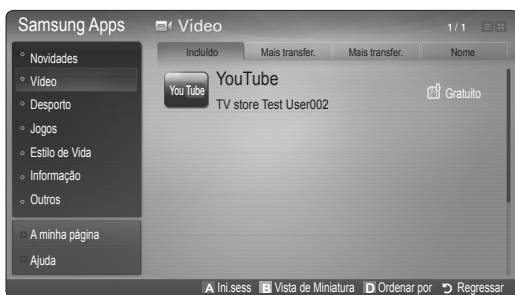 Samsung Apps
Vídeo
1/1
Novidades
Vídeo
Desporto
Jogos
Estilo de Vida
Informação
Outros
A minha página
Ajuda
Incluído Mais transfer. Mais transfer. Nome
You Tube
YouTube
TV store Test User002
Gratuito
A Ini.sess B Vista de Miniatura D Ordenar por Regressar